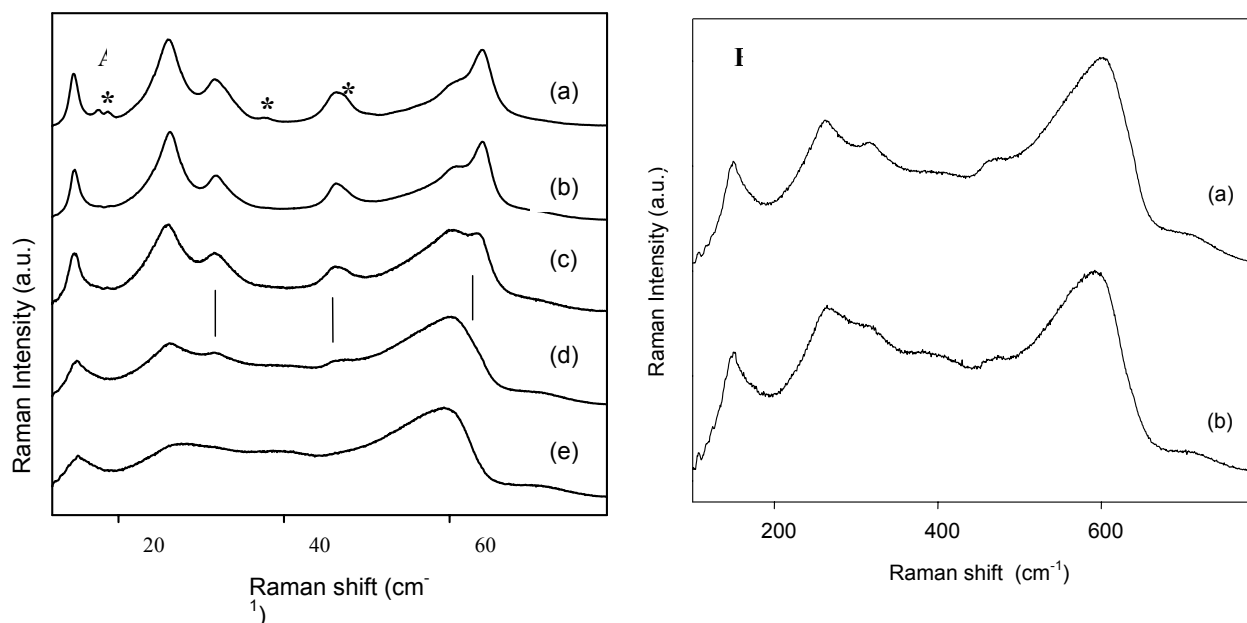 *
*
*
(a)
(b)
(c)
(d)
(e)
Raman Intensity (a.u.)
20
40
60
Raman shift (cm-
1)
(a)
(b)
Raman Intensity (a.u.)
200
400
600
Raman shift (cm-1)